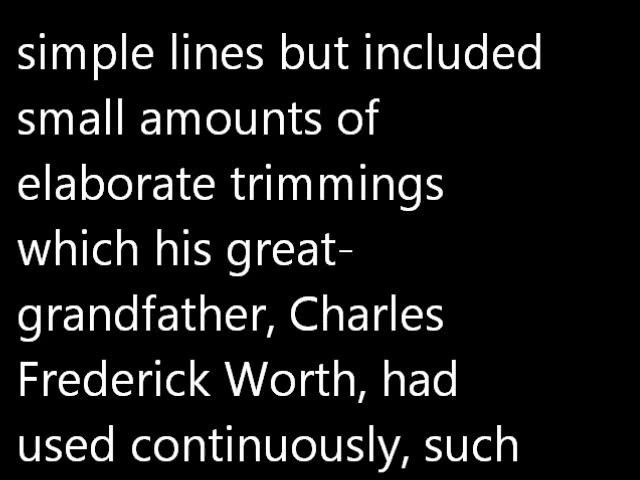 simple lines but included
small amounts of
elaborate trimmings
which his great-
grandfather, Charles
Frederick Worth, had
used continuously, such